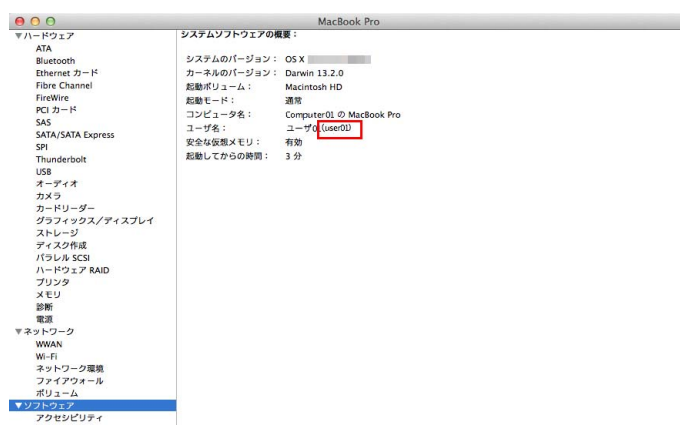 MacBook Pro
▼ハードウェア
ATA
Bluetooth
Ethernet カード
Fibre Channel
FireWire
PCI カード
SAS
SATA/SATA Express
SPI
Thunderbolt
USB
オーディオ
カメラ
カードリーダー
グラフィックス／ディスプレイ
ストレージ
ディスク作成
パラレル SCSI
ハードウェア RAID
プリンタ
メモリ
診断
電源
▼ネットワーク
WWAN
Wi-Fi
ネットワーク環境
ファイアウォール
ボリューム
▼ソフトウェア
アクセシビリティ
システムソフトウェアの概要：
システムのバージョン： OS X
カーネルのバージョン： Darwin 13.2.0
起動ボリューム： Macintosh HD
起動モード： 通常
コンピュータ名： Computer01 の MacBook Pro
ユーザ名： ユーザ01(user01)
安全な仮想メモリ： 有効
起動してからの時間： 3 分